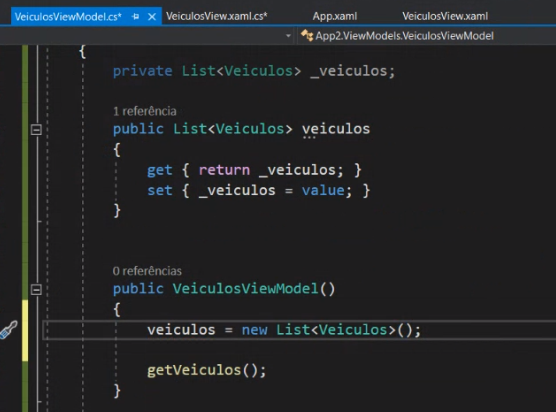 VeiculosViewModel.cs* VeiculosView.xaml.cs* App.xaml VeiculosView.xaml
App2.ViewModels.VeiculosViewModel
{
private List<Veiculos> _veiculos;
1 referência
public List<Veiculos> veiculos
{
get { return _veiculos; }
set { _veiculos = value; }
}
0 referências
public VeiculosViewModel()
{
veiculos = new List<Veiculos>();
getVeiculos();
}